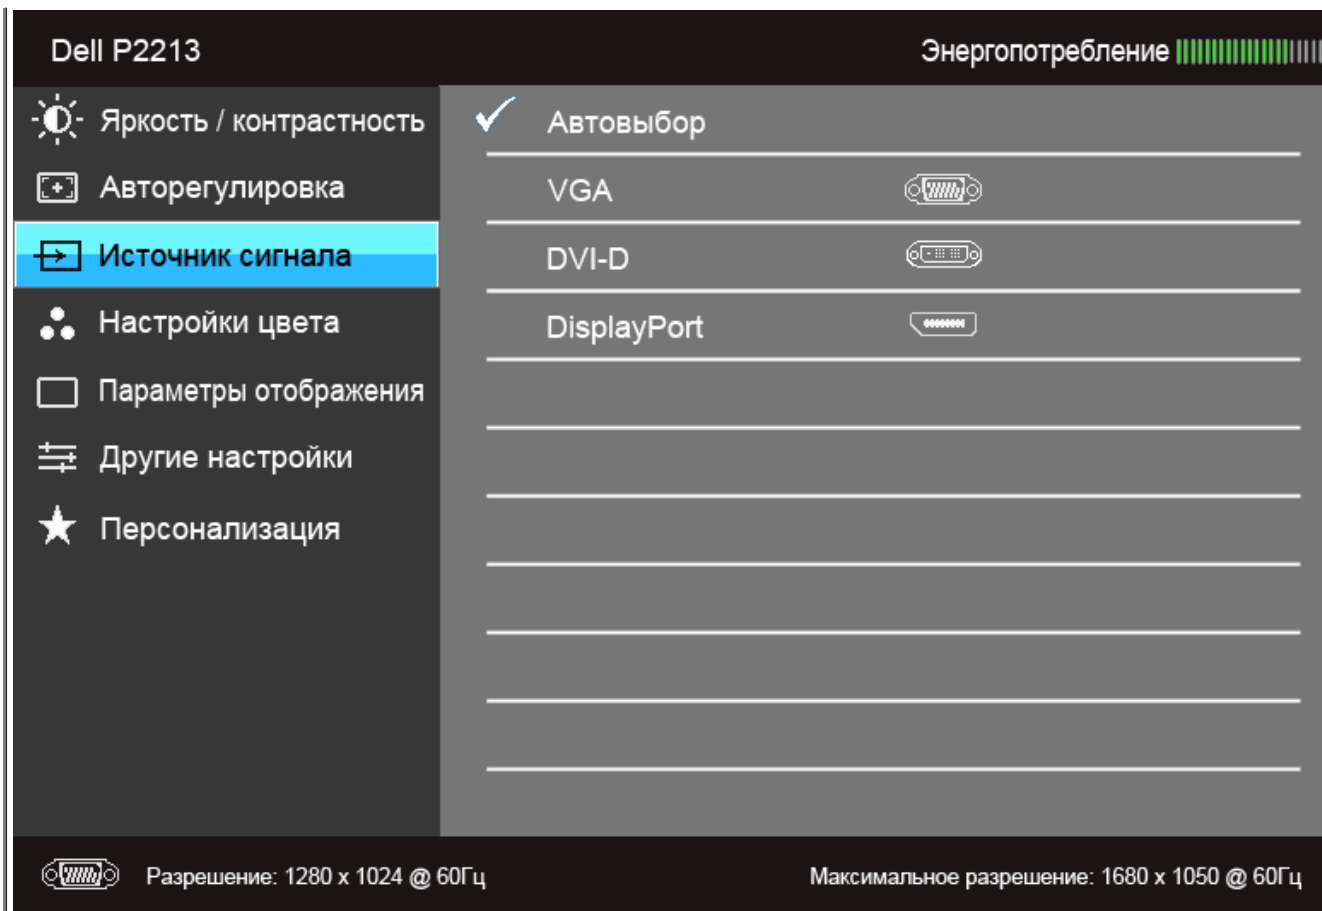 Dell P2213
Энергопотребление
Яркость / контрастность
Авторегулировка
Источник сигнала
Настройки цвета
Параметры отображения
Другие настройки
Персонализация
Автовыбор
VGA
DVI-D
DisplayPort
Разрешение: 1280 x 1024 @ 60Гц
Максимальное разрешение: 1680 x 1050 @ 60Гц